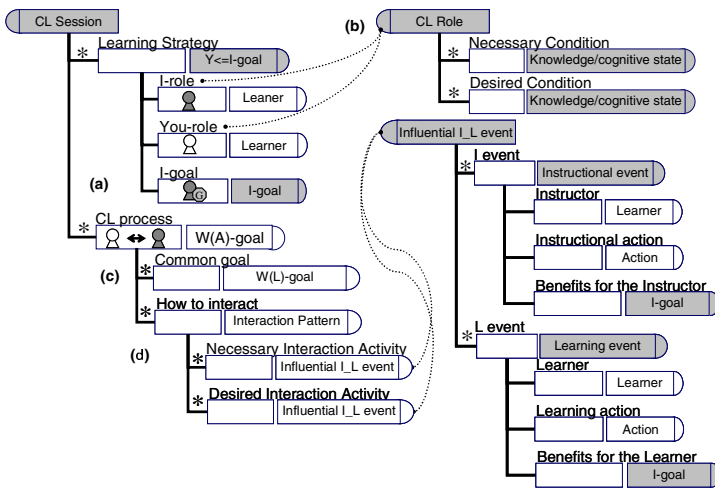 CL Session
Learning Strategy
* Y<=I-goal
I-role
Leaner
You-role
Learner
I-goal
G I-goal
(a)
CL process
* W(A)-goal
(c)
Common goal
* W(L)-goal
How to interact
* Interaction Pattern
(d)
Necessary Interaction Activity
* Influential I_L event
Desired Interaction Activity
* Influential I_L event
(b)
CL Role
Necessary Condition
* Knowledge/cognitive state
Desired Condition
* Knowledge/cognitive state
Influential I_L event
I event
* Instructional event
Instructor
Learner
Instructional action
Action
Benefits for the Instructor
I-goal
L event
* Learning event
Learner
Learner
Learning action
Action
Benefits for the Learner
I-goal